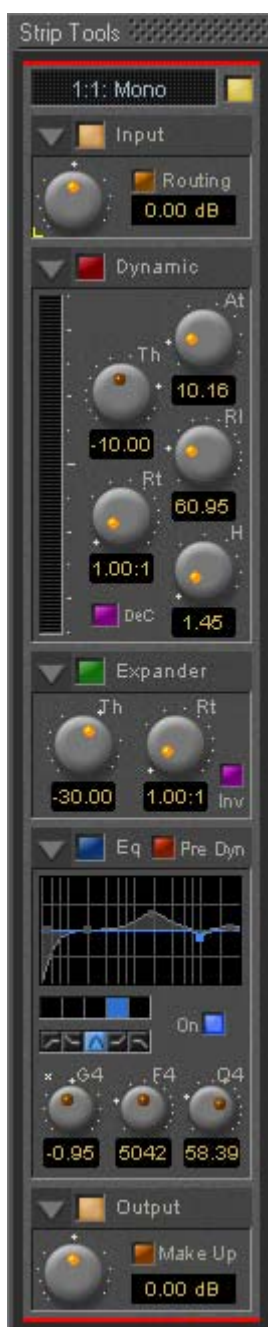 Strip Tools
1:1: Mono
Input
Routing
0.00 dB
Dynamic
At
Th
10.16
-10.00
Rl
Rt
60.95
1.00:1
H
DeC
1.45
Expander
Th
Rt
-30.00
1.00:1
Inv
Eq
Pre Dyn
On
G4
F4
Q4
-0.95
5042
58.39
Output
Make Up
0.00 dB